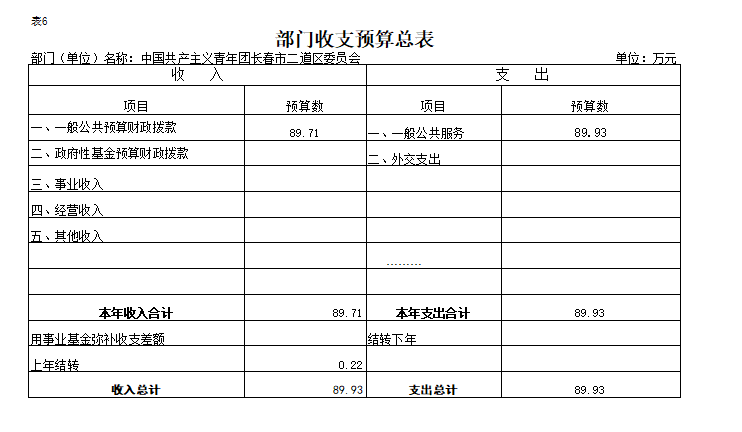 表6
部门收支预算总表
部门（单位）名称：中国共产主义青年团长春市二道区委员会 单位：万元
收 入 支 出
项目 预算数 项目 预算数
一、一般公共预算财政拨款 89.71 一、一般公共服务 89.93
二、政府性基金预算财政拨款 二、外交支出
三、事业收入
四、经营收入
五、其他收入
………
本年收入合计 89.71 本年支出合计 89.93
用事业基金弥补收支差额 结转下年
上年结转 0.22
收入总计 89.93 支出总计 89.93